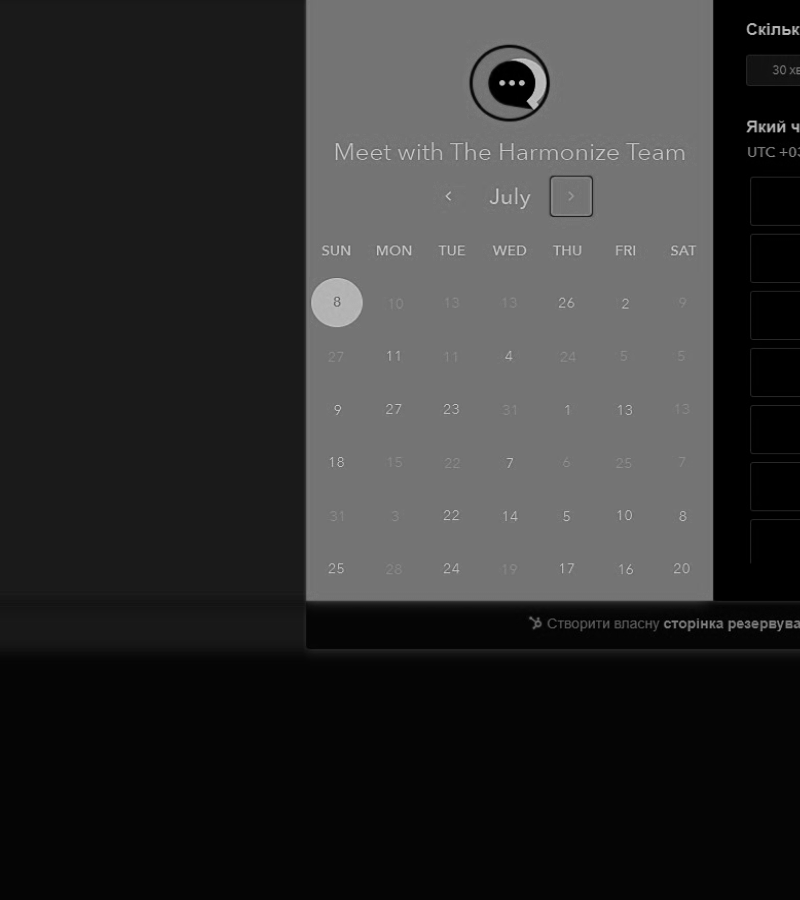 Meet with The Harmonize Team
July
SUN MON TUE WED THU FRI SAT
8 10 13 13 26 2 9
27 11 11 4 24 5 5
9 27 23 31 1 13 13
18 15 22 7 6 25 7
31 3 22 14 5 10 8
25 28 24 19 17 16 20
Скільк
30 хв
Який ч
UTC +03
Створити власну сторінка резервува